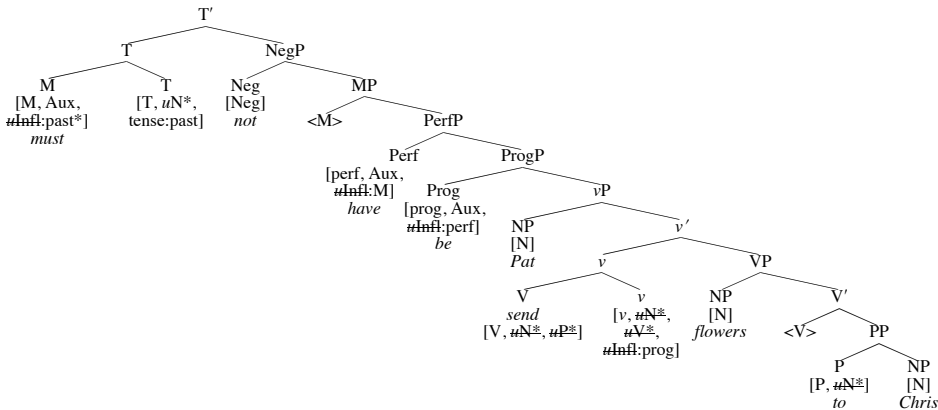 T′
T NegP
M T Neg MP
[M, Aux, [T, uN*, [Neg]
uInfl:past*] tense:past] not <M> PerfP
must
Perf ProgP
[perf, Aux,
uInfl:M] Prog vP
have [prog, Aux,
uInfl:perf] NP v′
be [N]
Pat v VP
V v NP V′
send [v, uN*, [N]
[V, uN*, uP*] uV*, flowers <V> PP
uInfl:prog]
P NP
[P, uN*] [N]
to Chris